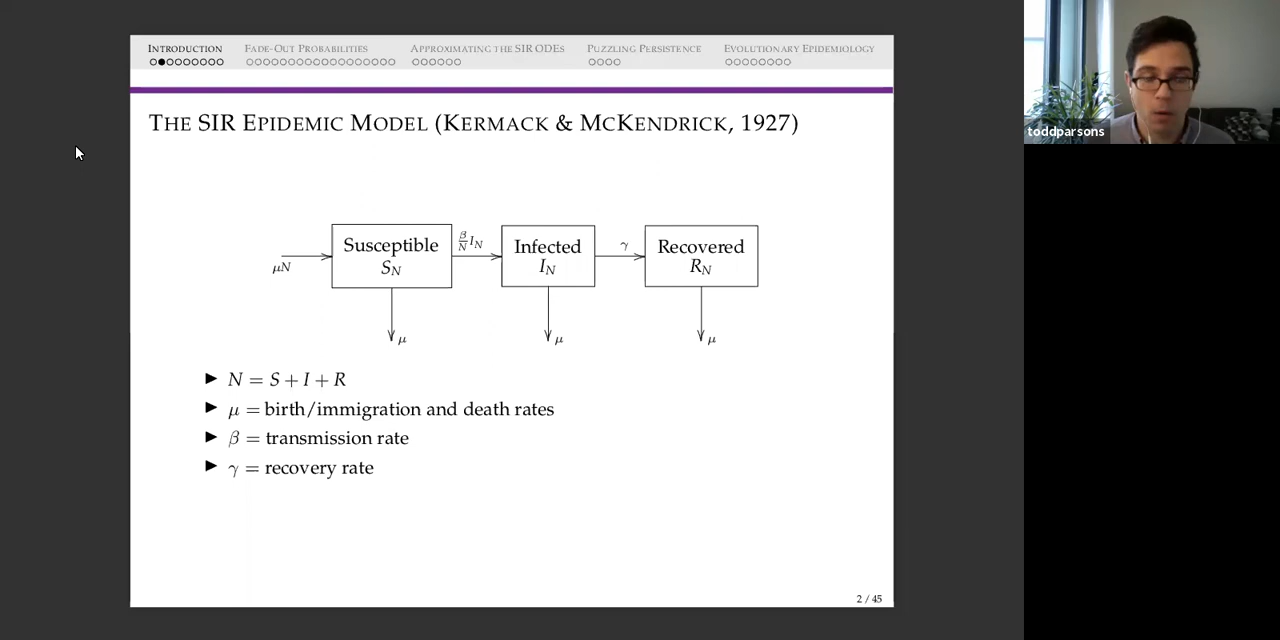 INTRODUCTION FADE-OUT PROBABILITIES APPROXIMATING THE SIR ODES PUZZLING PERSISTENCE EVOLUTIONARY EPIDEMIOLOGY
THE SIR EPIDEMIC MODEL (KERMACK & MCKENDRICK, 1927)
μN
Susceptible
S_N
β/N I_N
Infected
I_N
γ
Recovered
R_N
μ
μ
μ
► N = S + I + R
► μ = birth/immigration and death rates
► β = transmission rate
► γ = recovery rate
2 / 45
toddparsons